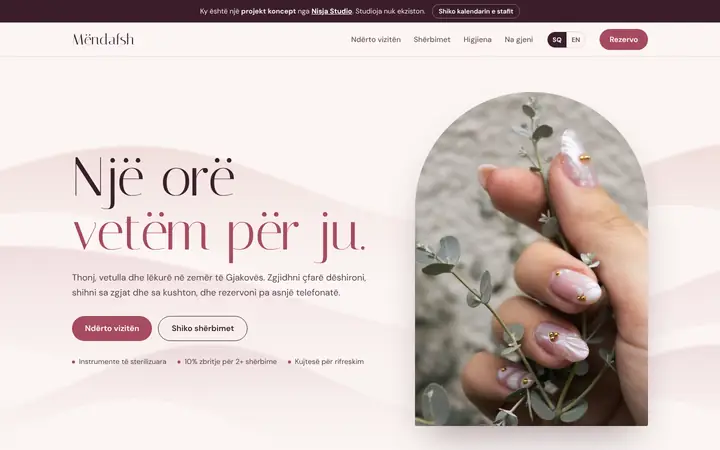 Ky është një projekt koncept nga Nisja Studio. Studioja nuk ekziston. Shiko kalendarin e stafit
Mëndafsh Ndërto vizitën Shërbimet Higjiena Na gjeni SQ EN Rezervo
Një orë
vetëm për ju.
Thonj, vetulla dhe lëkurë në zemër të Gjakovës. Zgjidhni çfarë dëshironi,
shihni sa zgjat dhe sa kushton, dhe rezervoni pa asnjë telefonatë.
Ndërto vizitën Shiko shërbimet
Instrumente të sterilizuara 10% zbritje për 2+ shërbime Kujtesë për rifreskim